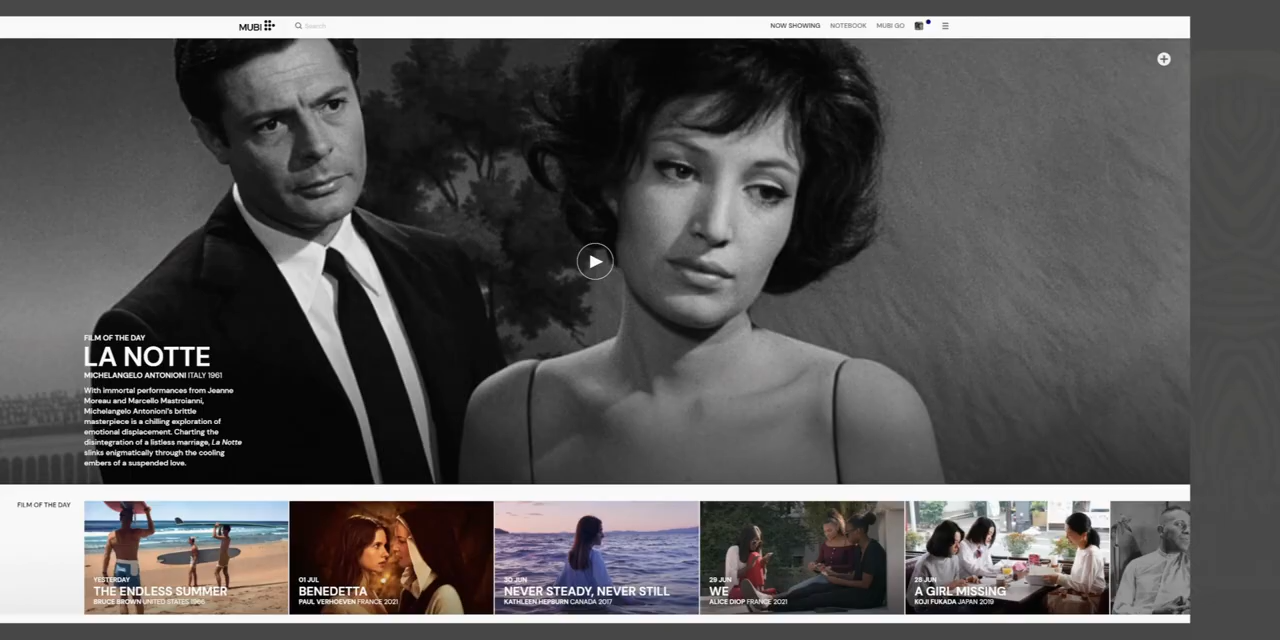 MUBI
Search
NOW SHOWING
NOTEBOOK
MUBI GO
FILM OF THE DAY
LA NOTTE
MICHELANGELO ANTONIONI ITALY 1961
With immortal performances from Jeanne
Moreau and Marcello Mastroianni,
Michelangelo Antonioni's brittle
masterpiece is a chilling exploration of
emotional displacement. Charting the
disintegration of a listless marriage, La Notte
slinks enigmatically through the cooling
embers of a suspended love.
FILM OF THE DAY
YESTERDAY
THE ENDLESS SUMMER
BRUCE BROWN UNITED STATES 1966
01 JUL
BENEDETTA
PAUL VERHOEVEN FRANCE 2021
30 JUN
NEVER STEADY, NEVER STILL
KATHLEEN HEPBURN CANADA 2017
29 JUN
WE
ALICE DIOP FRANCE 2021
28 JUN
A GIRL MISSING
KOJI FUKADA JAPAN 2019